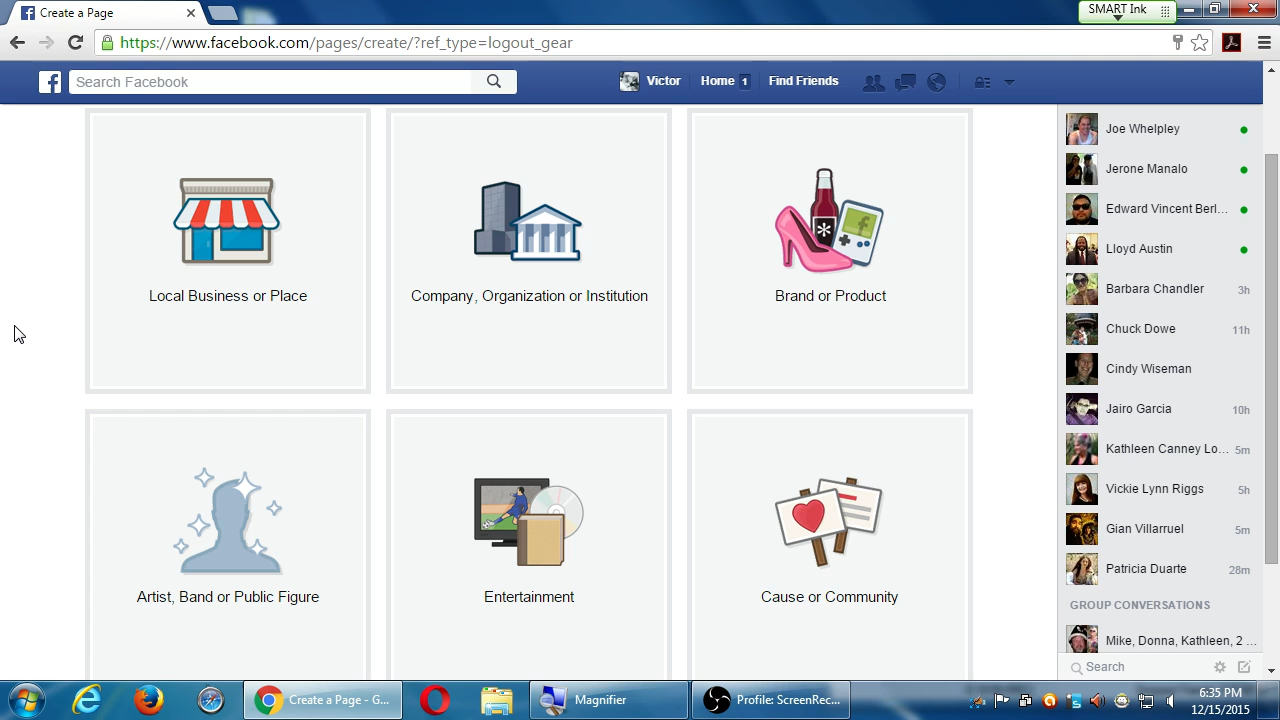 Create a Page
SMART Ink
https://www.facebook.com/pages/create/?ref_type=logout_gear
Search Facebook
Victor
Home 1
Find Friends
Local Business or Place
Company, Organization or Institution
Brand or Product
Artist, Band or Public Figure
Entertainment
Cause or Community
Joe Whelpley
Jerone Manalo
Edward Vincent Berl...
Lloyd Austin
Barbara Chandler 3h
Chuck Dowe 11h
Cindy Wiseman
Jairo Garcia 10h
Kathleen Canney Lo... 5m
Vickie Lynn Riggs 5h
Gian Villarruel 5m
Patricia Duarte 28m
GROUP CONVERSATIONS
Mike, Donna, Kathleen, 2 ...
Search
Create a Page - G...
Magnifier
Profile: ScreenRec...
6:35 PM
12/15/2015